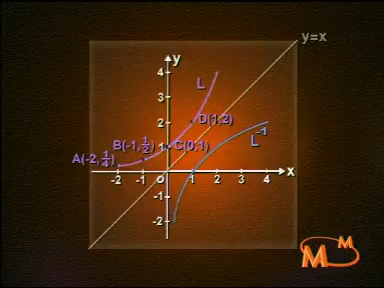 y=x
y
4
L
3
2
D(1,2)
B(-1,1/2)
1
C(0,1)
L⁻¹
A(-2,1/4)
x
-2
-1
o
1
2
3
4
-1
-2
M M